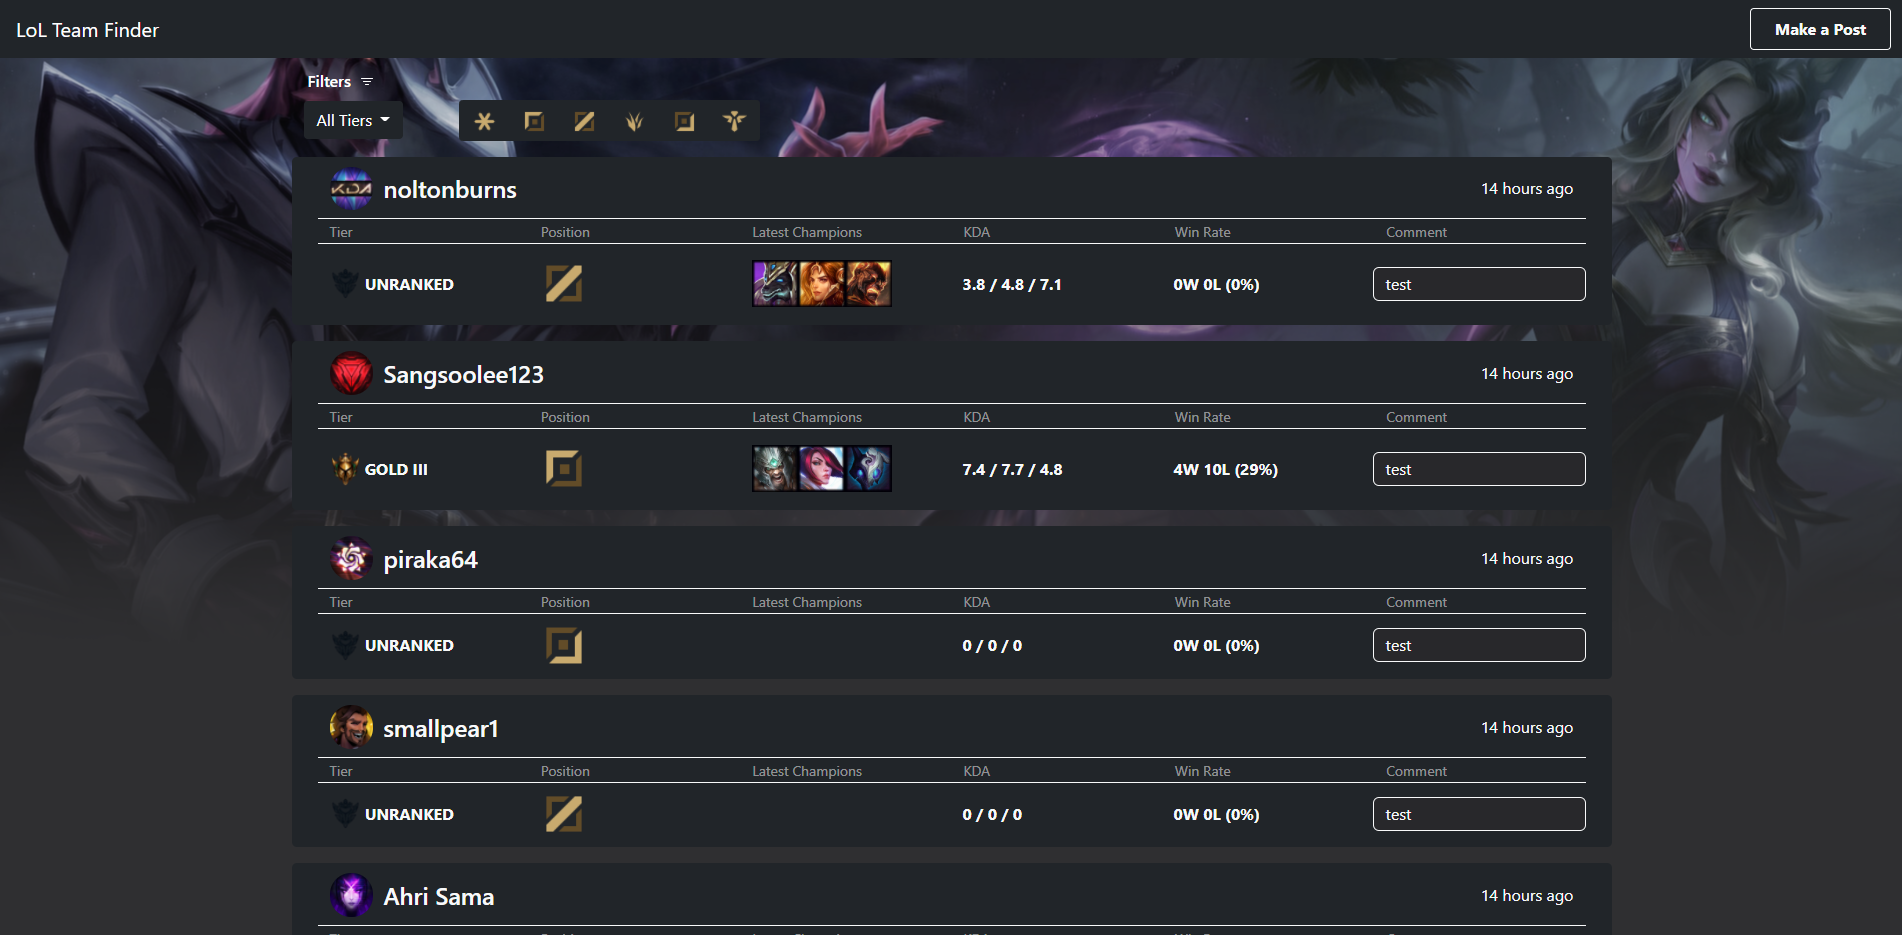 LoL Team Finder
Make a Post
Filters
All Tiers
KDA
noltonburns
14 hours ago
Tier Position Latest Champions KDA Win Rate Comment
UNRANKED 3.8 / 4.8 / 7.1 0W 0L (0%) test
Sangsoolee123
14 hours ago
Tier Position Latest Champions KDA Win Rate Comment
GOLD III 7.4 / 7.7 / 4.8 4W 10L (29%) test
piraka64
14 hours ago
Tier Position Latest Champions KDA Win Rate Comment
UNRANKED 0 / 0 / 0 0W 0L (0%) test
smallpear1
14 hours ago
Tier Position Latest Champions KDA Win Rate Comment
UNRANKED 0 / 0 / 0 0W 0L (0%) test
Ahri Sama
14 hours ago